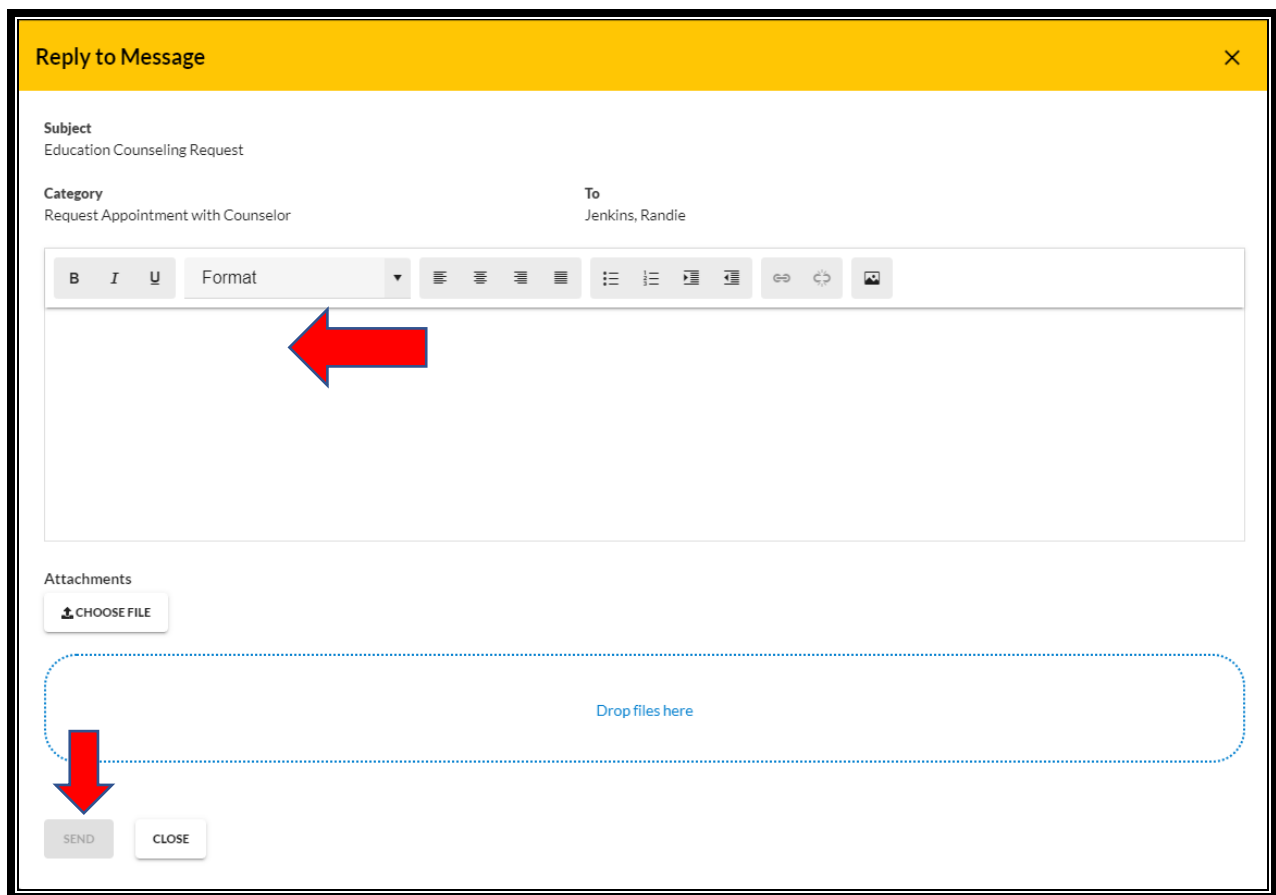 Reply to Message
Subject
Education Counseling Request
Category
Request Appointment with Counselor
To
Jenkins, Randie
B I U Format
Attachments
CHOOSE FILE
Drop files here
SEND CLOSE